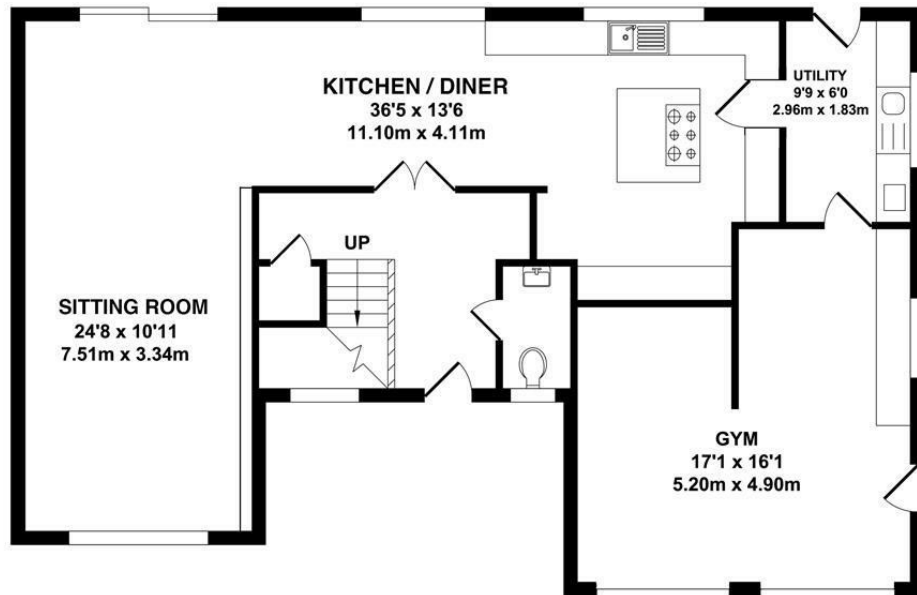 KITCHEN / DINER
36'5 x 13'6
11.10m x 4.11m
UTILITY
9'9 x 6'0
2.96m x 1.83m
UP
SITTING ROOM
24'8 x 10'11
7.51m x 3.34m
GYM
17'1 x 16'1
5.20m x 4.90m